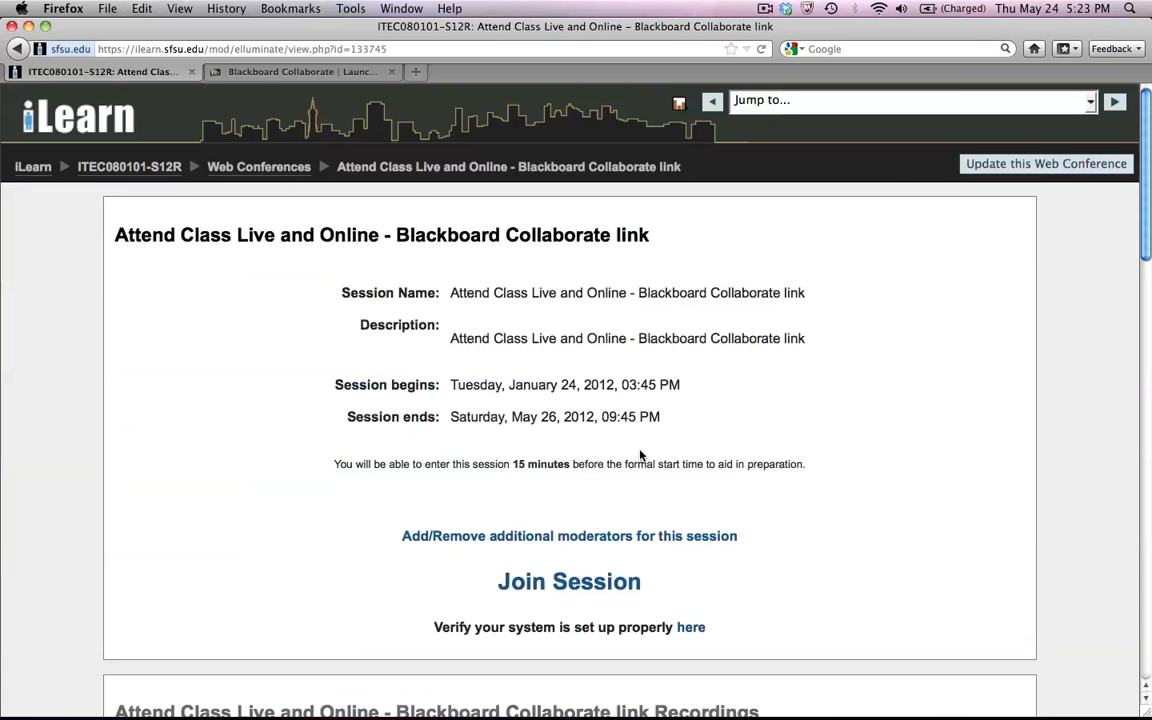 Firefox File Edit View History Bookmarks Tools Window Help (Charged) Thu May 24 5:23 PM
ITEC080101-S12R: Attend Class Live and Online - Blackboard Collaborate link
sfsu.edu https://ilearn.sfsu.edu/mod/elluminate/view.php?id=133745 Google Feedback
ITEC080101-S12R: Attend Clas... Blackboard Collaborate | Launc...
iLearn Jump to...
iLearn ITEC080101-S12R Web Conferences Attend Class Live and Online - Blackboard Collaborate link Update this Web Conference
Attend Class Live and Online - Blackboard Collaborate link
Session Name: Attend Class Live and Online - Blackboard Collaborate link
Description:
Attend Class Live and Online - Blackboard Collaborate link
Session begins: Tuesday, January 24, 2012, 03:45 PM
Session ends: Saturday, May 26, 2012, 09:45 PM
You will be able to enter this session 15 minutes before the formal start time to aid in preparation.
Add/Remove additional moderators for this session
Join Session
Verify your system is set up properly here
Attend Class Live and Online - Blackboard Collaborate link Recordings